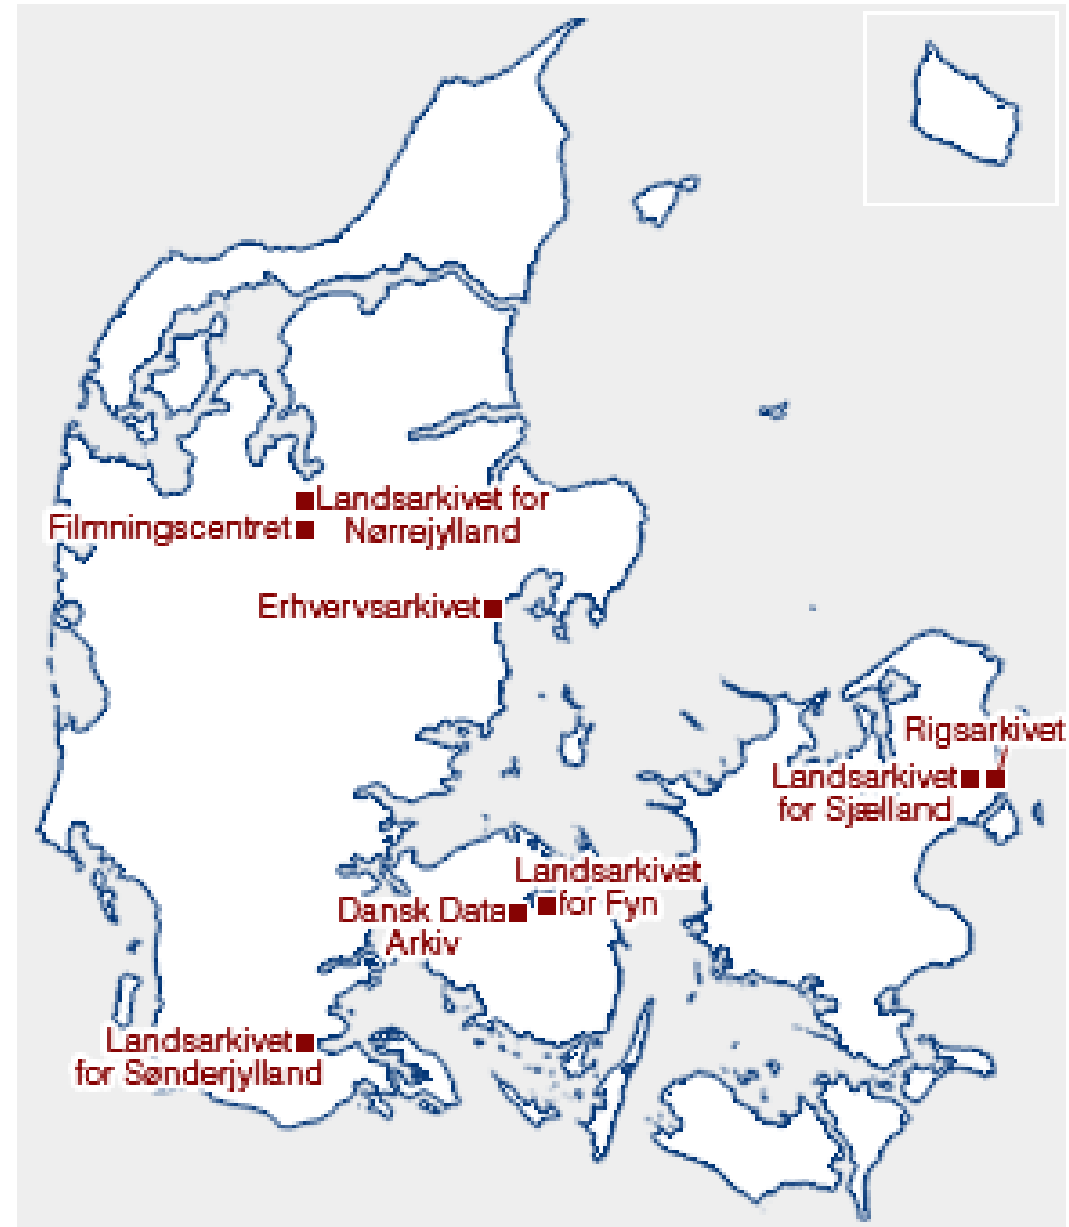 Landsarkivet for
Nørrejylland
Filmningscentret
Erhvervsarkivet
Rigsarkivet
Landsarkivet
for Sjælland
Landsarkivet
for Fyn
Dansk Data
Arkiv
Landsarkivet
for Sønderjylland